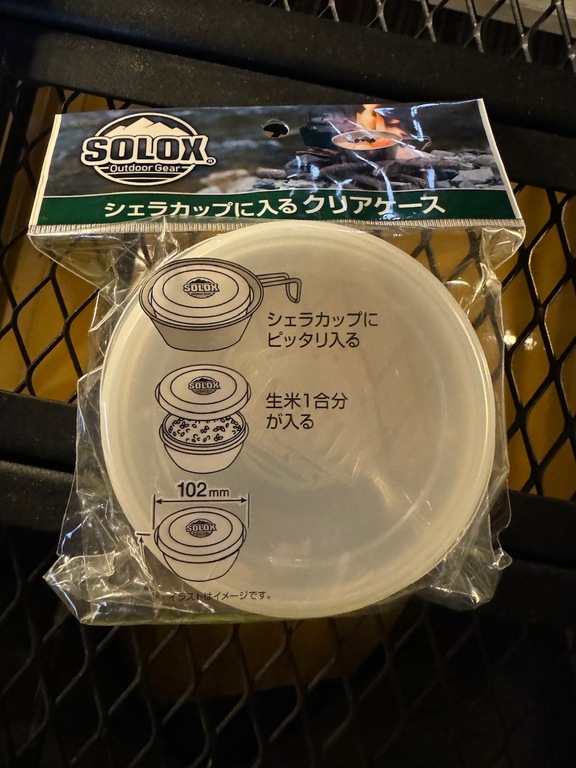 SOLOX®
Outdoor Gear
シェラカップに入るクリアケース
SOLOX
シェラカップに
ピッタリ入る
SOLOX
生米1合分
が入る
102mm
SOLOX
イラストはイメージです。